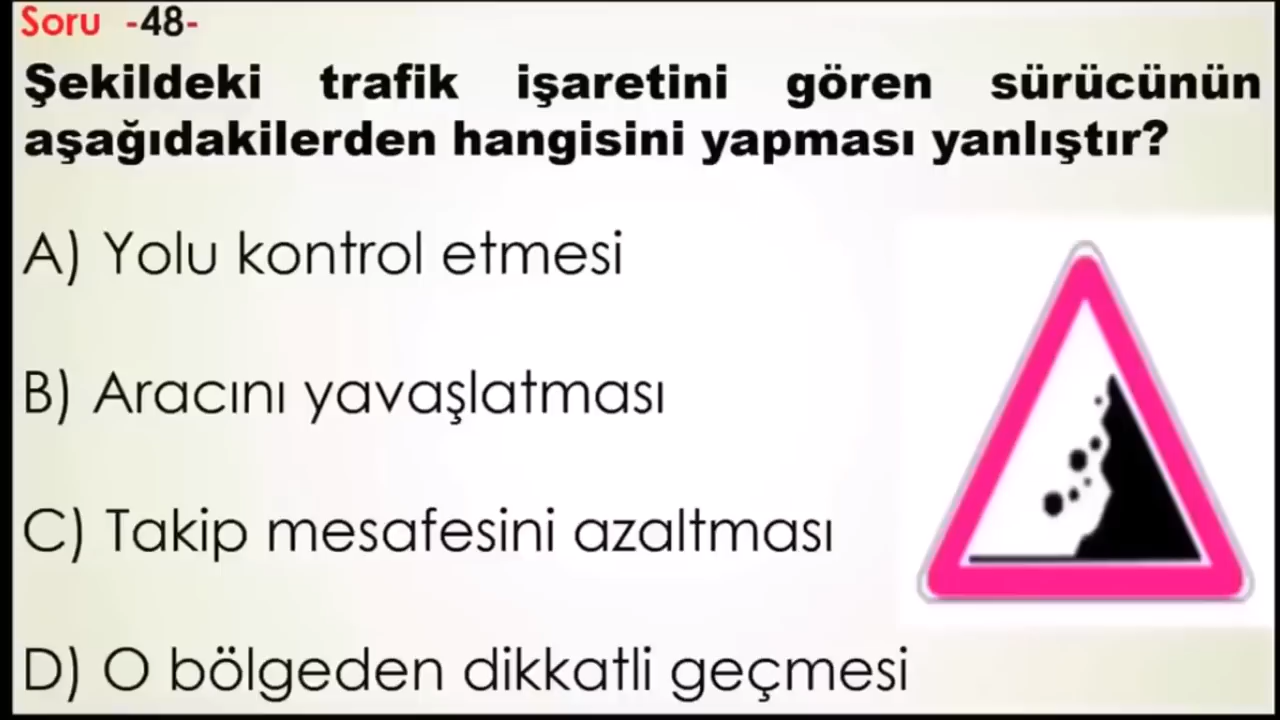 Soru -48-
Şekildeki trafik işaretini gören sürücünün
aşağıdakilerden hangisini yapması yanlıştır?
A) Yolu kontrol etmesi
B) Aracını yavaşlatması
C) Takip mesafesini azaltması
D) O bölgeden dikkatli geçmesi